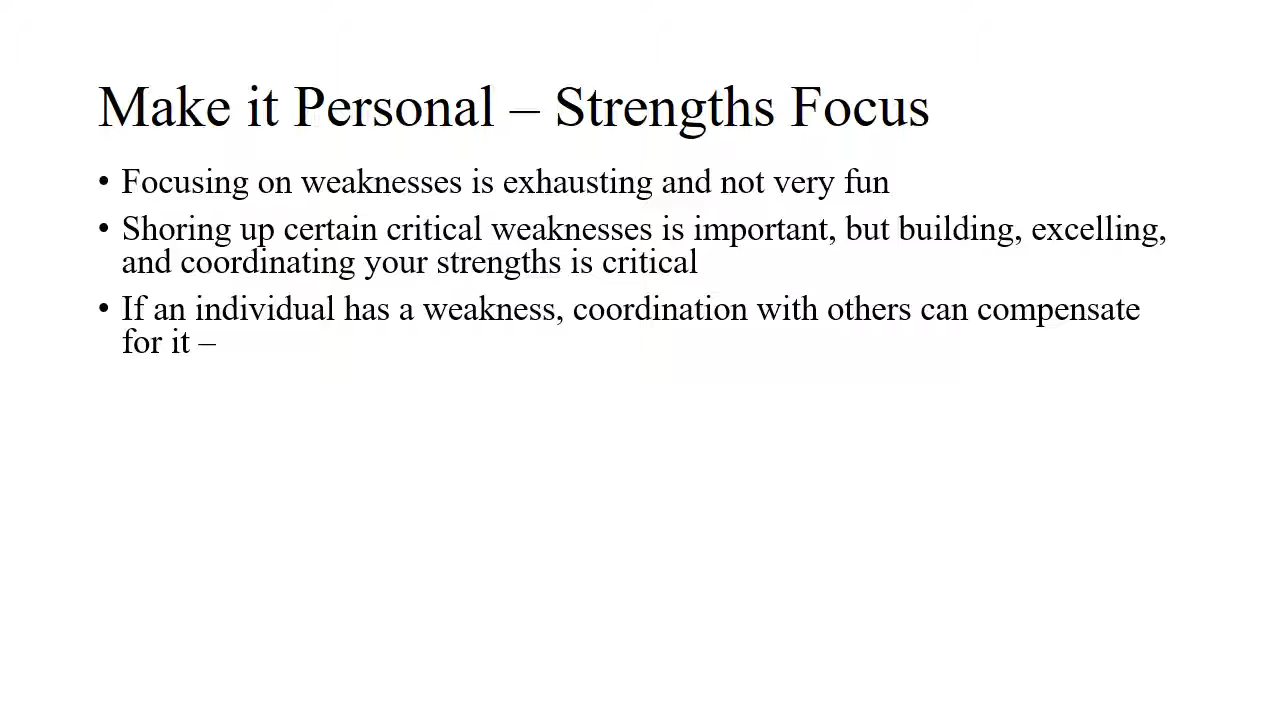 Make it Personal – Strengths Focus
• Focusing on weaknesses is exhausting and not very fun
• Shoring up certain critical weaknesses is important, but building, excelling,
and coordinating your strengths is critical
• If an individual has a weakness, coordination with others can compensate
for it –